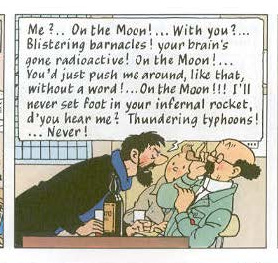 Me?.. On the Moon!... With you?...
Blistering barnacles! your brain's
gone radioactive! On the Moon!...
You'd just push me around, like that,
without a word!...On the Moon!!! I'll
never set foot in your infernal rocket,
d'you hear me? Thundering typhoons!
... Never!